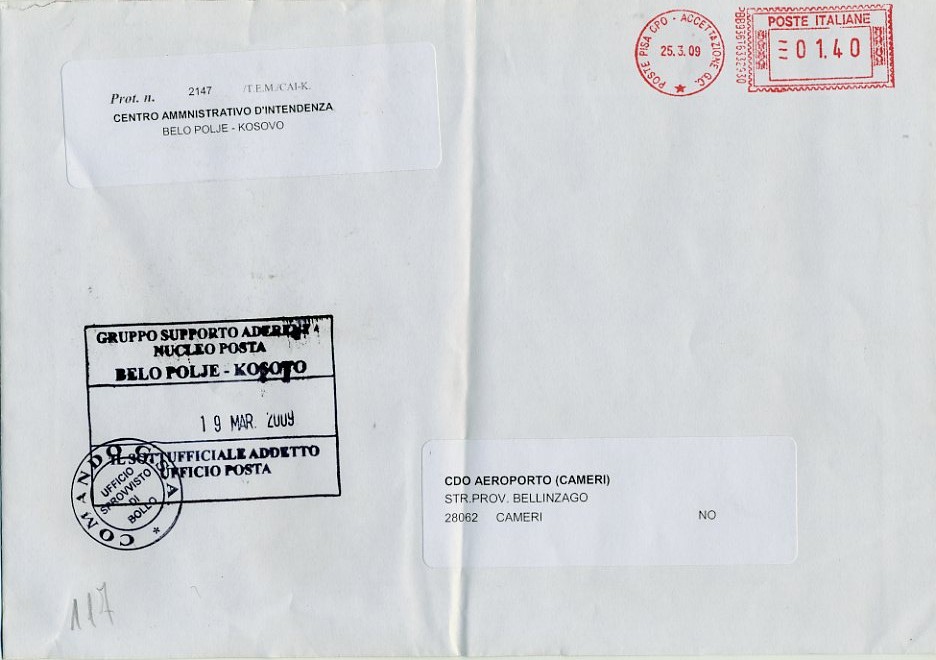 POSTE PISA CPO - ACCETTAZIONE G.C.
25.3.09
POSTE ITALIANE
01.40
Prot. n. 2147 /T.E.M./CAI-K.
CENTRO AMMNISTRATIVO D'INTENDENZA
BELO POLJE - KOSOVO
GRUPPO SUPPORTO
NUCLEO POSTA
BELO POLJE - KOSOVO
19 MAR. 2009
IL SOTTUFFICIALE ADDETTO
UFFICIO POSTA
COMANDO
UFFICIO
SPROVVISTO
DI
BOLLO
CDO AEROPORTO (CAMERI)
STR.PROV. BELLINZAGO
28062 CAMERI NO
117